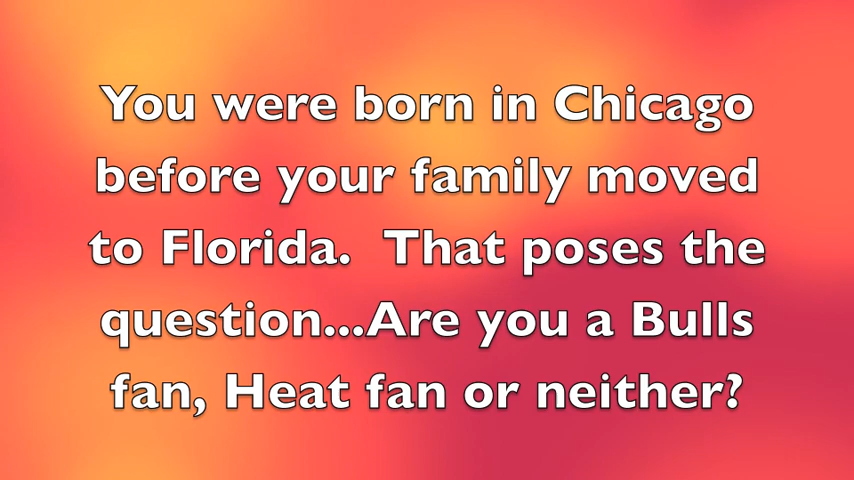 You were born in Chicago
before your family moved
to Florida.  That poses the
question...Are you a Bulls
fan, Heat fan or neither?